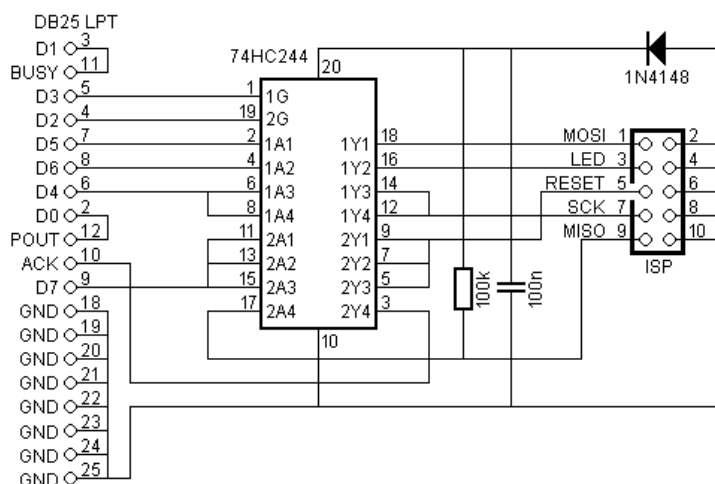 DB25 LPT
D1 3
BUSY 11
D3 5
D2 4
D5 7
D6 8
D4 6
D0 2
POUT 12
ACK 10
D7 9
GND 18
GND 19
GND 20
GND 21
GND 22
GND 23
GND 24
GND 25
74HC244
20
1 1G
19 2G
2 1A1 1Y1 18
4 1A2 1Y2 16
6 1A3 1Y3 14
8 1A4 1Y4 12
11 2A1 2Y1 9
13 2A2 2Y2 7
15 2A3 2Y3 5
17 2A4 2Y4 3
10
100k
100n
1N4148
MOSI 1 2
LED 3 4
RESET 5 6
SCK 7 8
MISO 9 10
ISP